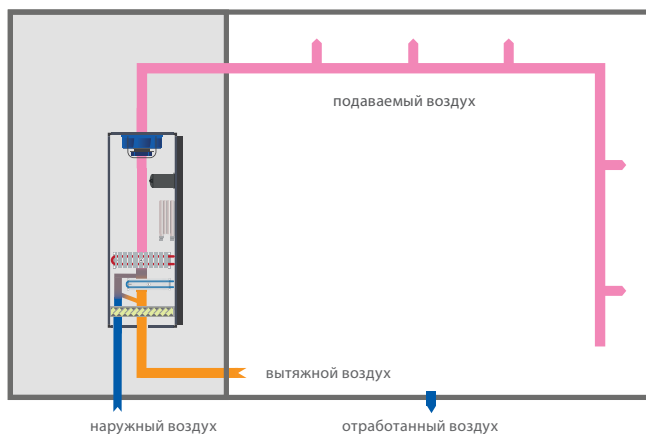 подаваемый воздух
вытяжной воздух
наружный воздух
отработанный воздух